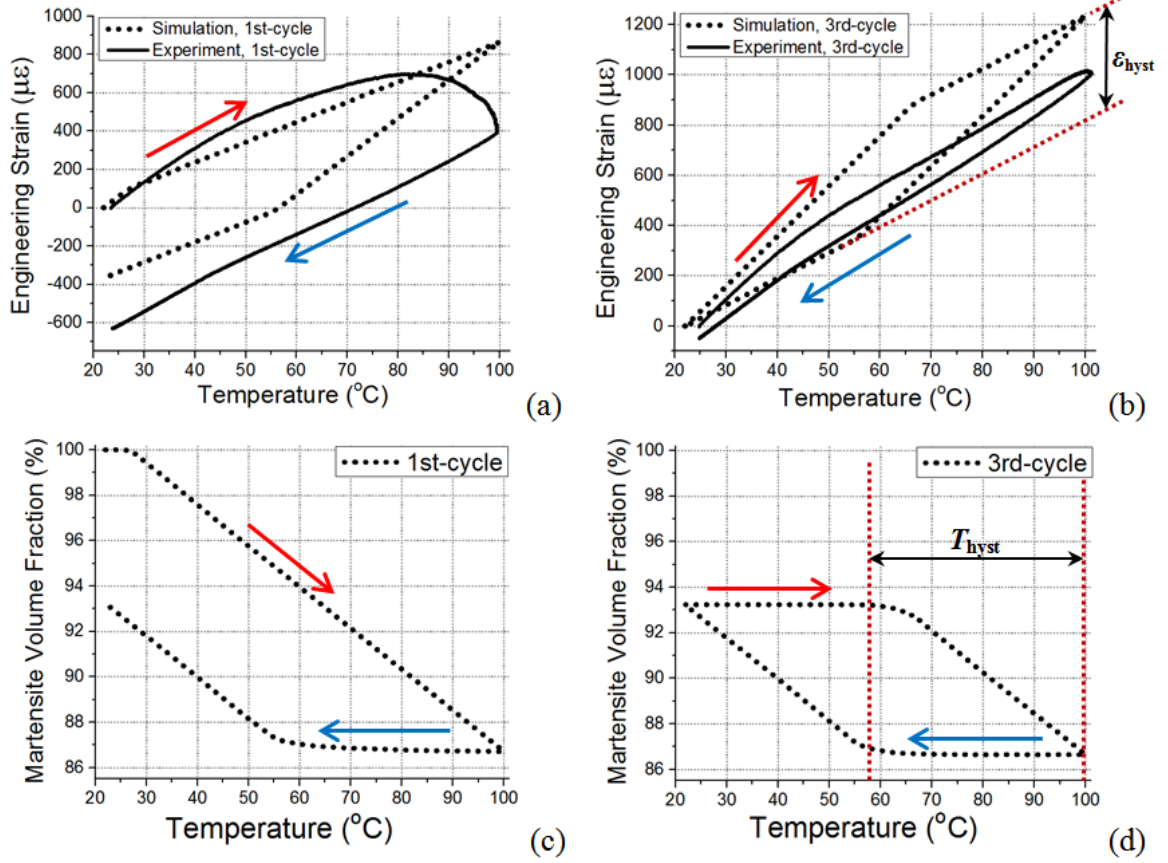 Simulation, 1st-cycle
Experiment, 1st-cycle
1000
800
600
400
200
0
-200
-400
-600
Engineering Strain (με)
20 30 40 50 60 70 80 90 100
Temperature (°C)
(a)
Simulation, 3rd-cycle
Experiment, 3rd-cycle
εhyst
1200
1000
800
600
400
200
0
Engineering Strain (με)
20 30 40 50 60 70 80 90 100
Temperature (°C)
(b)
1st-cycle
100
98
96
94
92
90
88
86
Martensite Volume Fraction (%)
20 30 40 50 60 70 80 90 100
Temperature (°C)
(c)
3rd-cycle
Thyst
100
98
96
94
92
90
88
86
Martensite Volume Fraction (%)
20 30 40 50 60 70 80 90 100
Temperature (°C)
(d)